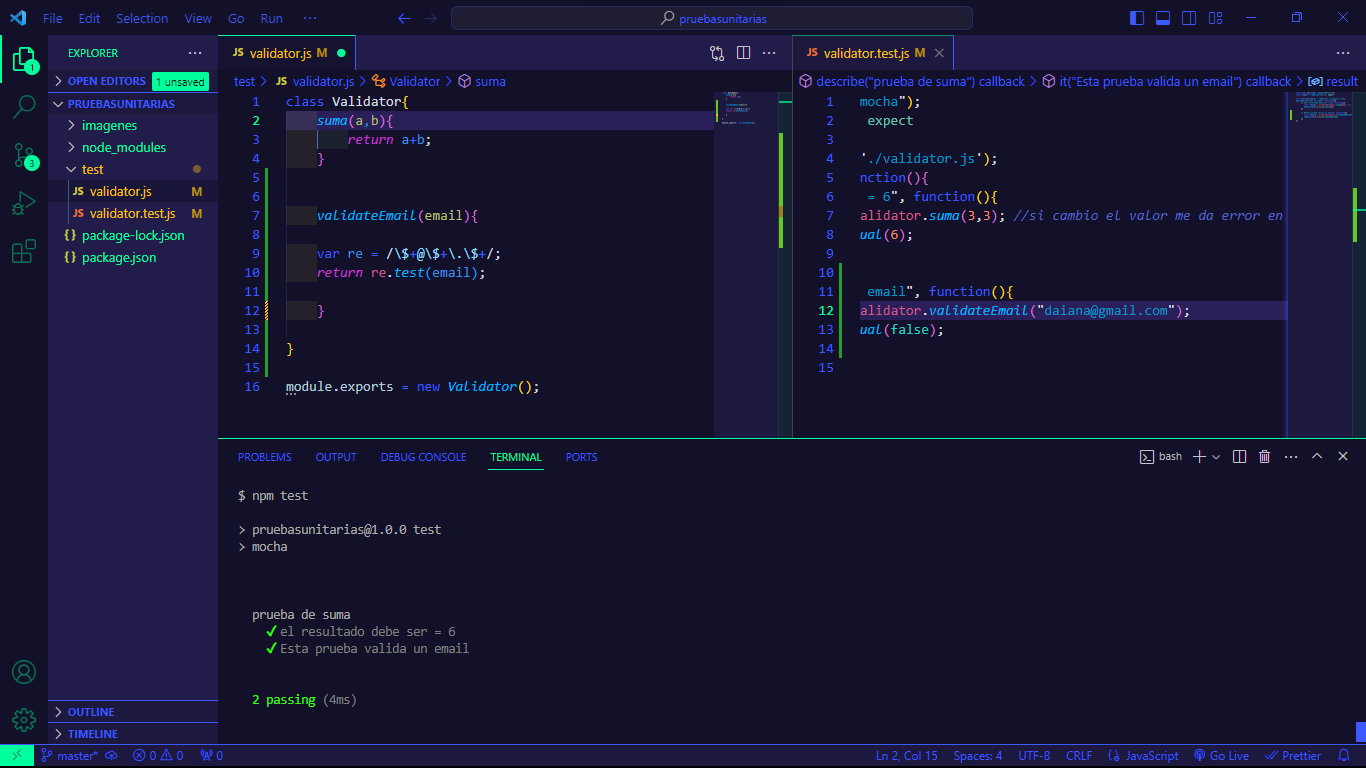 File Edit Selection View Go Run ··· pruebasunitarias
EXPLORER ···
OPEN EDITORS 1 unsaved
PRUEBASUNITARIAS
imagenes
node_modules
test
JS validator.js M
JS validator.test.js M
{} package-lock.json
{} package.json
OUTLINE
TIMELINE
1
3
JS validator.js M
test > JS validator.js > Validator > suma
1 class Validator{
2 suma(a,b){
3 return a+b;
4 }
5
6
7 validateEmail(email){
8
9 var re = /\$+@\$+\.\$+/;
10 return re.test(email);
11
12 }
13
14 }
15
16 module.exports = new Validator();
JS validator.test.js M
describe("prueba de suma") callback > it("Esta prueba valida un email") callback > result
1 mocha");
2 expect
3
4 './validator.js');
5 nction(){
6 = 6", function(){
7 alidator.suma(3,3); //si cambio el valor me da error en
8 ual(6);
9
10
11 email", function(){
12 alidator.validateEmail("daiana@gmail.com");
13 ual(false);
14
15
PROBLEMS OUTPUT DEBUG CONSOLE TERMINAL PORTS bash
$ npm test
> pruebasunitarias@1.0.0 test
> mocha
prueba de suma
✔ el resultado debe ser = 6
✔ Esta prueba valida un email
2 passing (4ms)
master* 0 0 0 Ln 2, Col 15 Spaces: 4 UTF-8 CRLF {} JavaScript Go Live Prettier